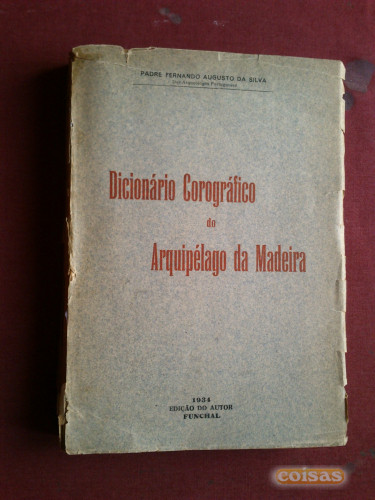 PADRE FERNANDO AUGUSTO DA SILVA
Dicionário Corográfico
do
Arquipélago da Madeira
1934
EDIÇÃO DO AUTOR
FUNCHAL
coisas